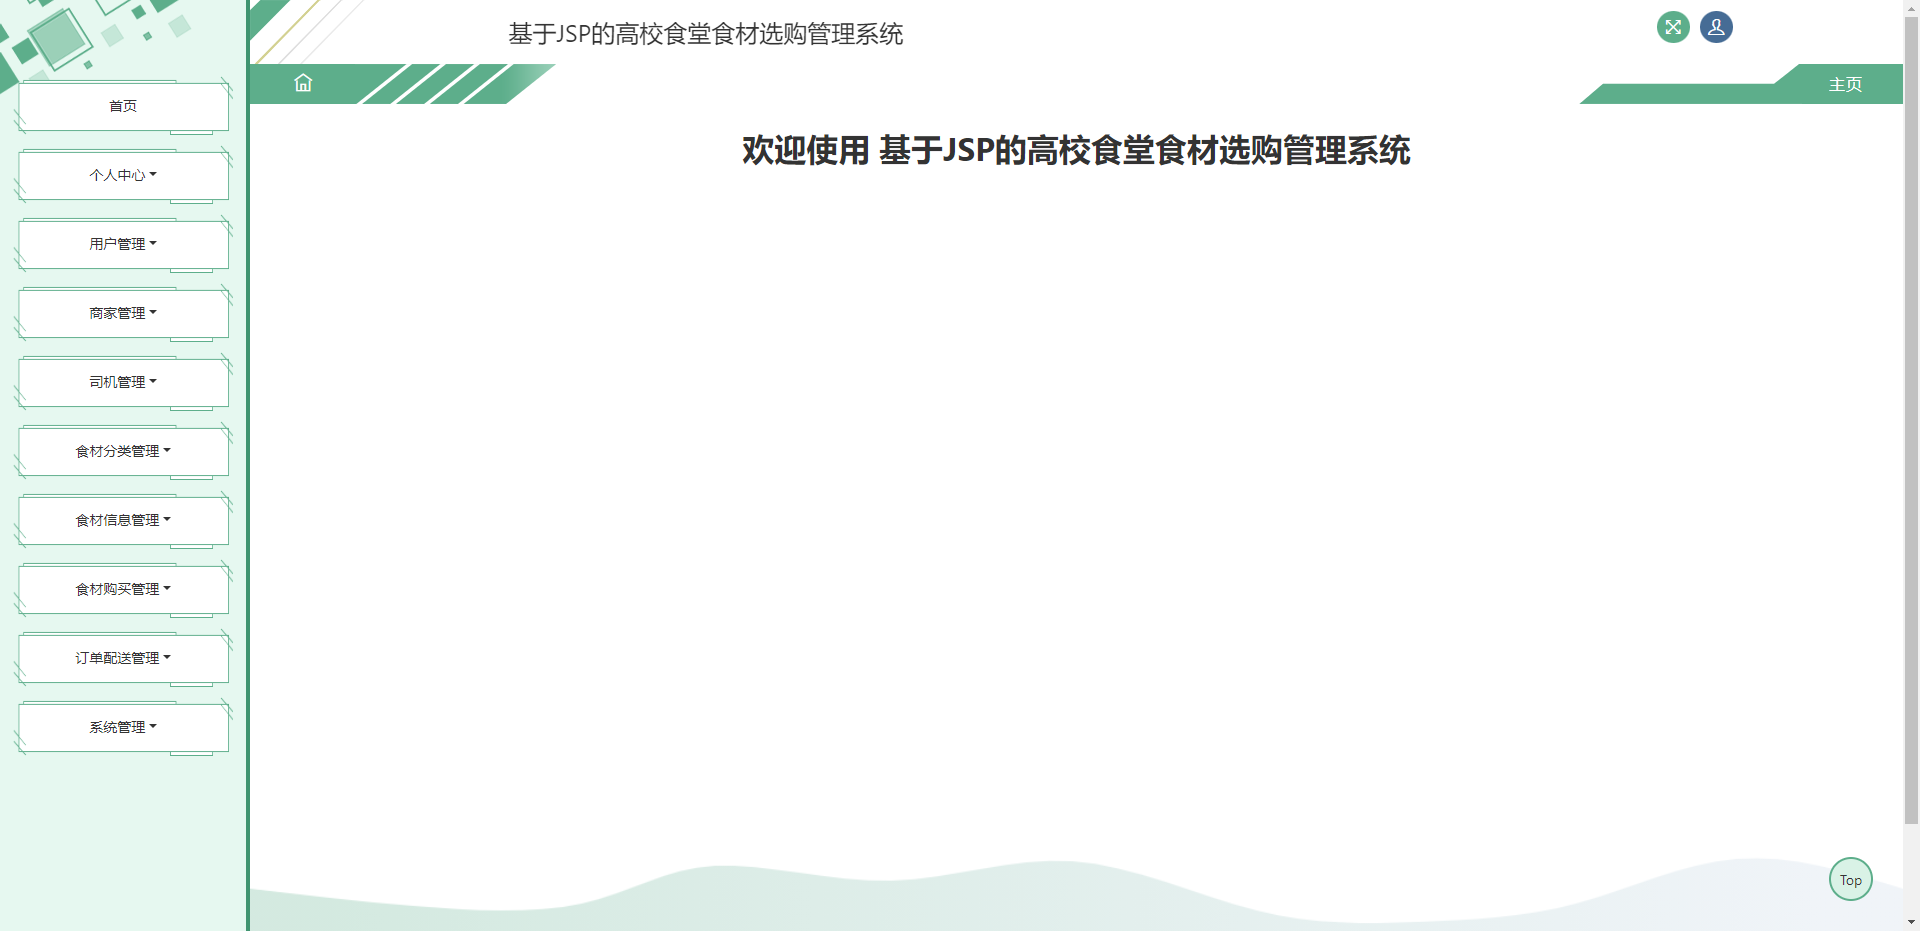 基于JSP的高校食堂食材选购管理系统
主页
首页
个人中心
用户管理
商家管理
司机管理
食材分类管理
食材信息管理
食材购买管理
订单配送管理
系统管理
欢迎使用 基于JSP的高校食堂食材选购管理系统
Top